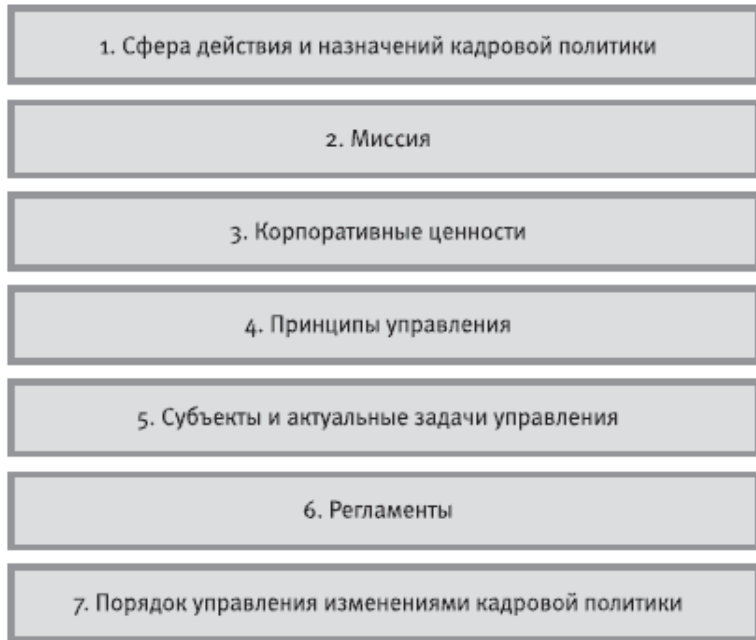 1. Сфера действия и назначений кадровой политики
2. Миссия
3. Корпоративные ценности
4. Принципы управления
5. Субъекты и актуальные задачи управления
6. Регламенты
7. Порядок управления изменениями кадровой политики